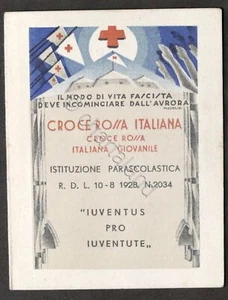 IL MODO DI VITA FASCISTA
DEVE INCOMINCIARE DALL'AURORA
MUSSOLINI
CROCE ROSSA ITALIANA
CROCE ROSSA
ITALIANA GIOVANILE
ISTITUZIONE PARASCOLASTICA
R. D. L. 10-8 1928, N. 2034
"IUVENTUS
PRO
IUVENTUTE„